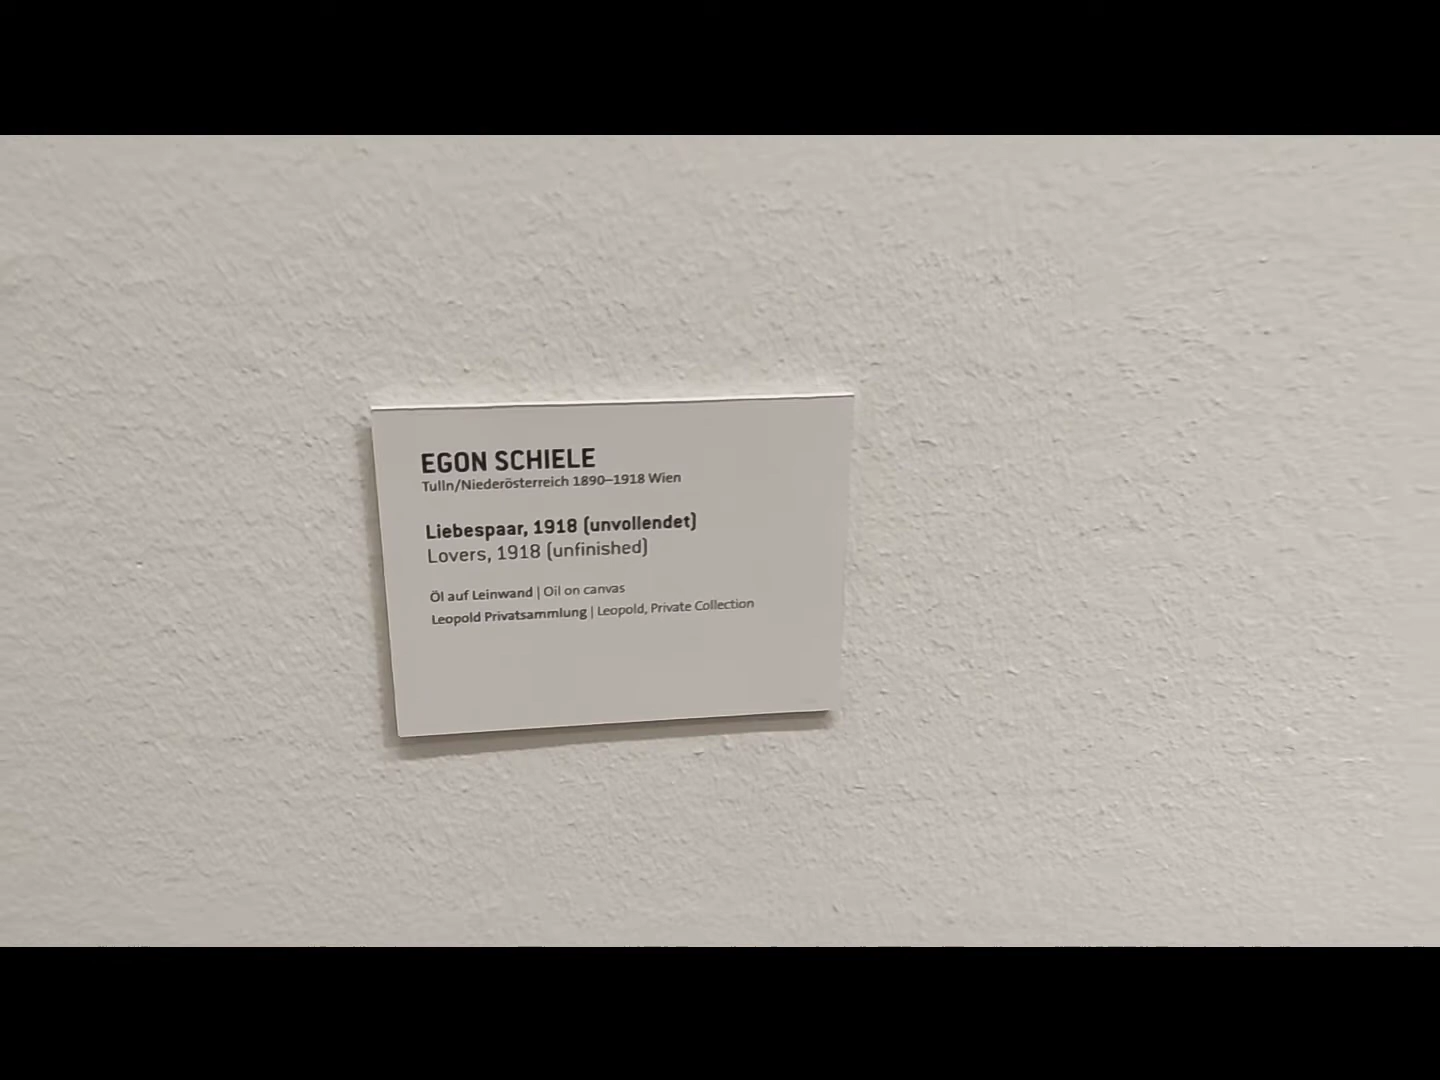 EGON SCHIELE
Tulln/Niederösterreich 1890–1918 Wien
Liebespaar, 1918 (unvollendet)
Lovers, 1918 (unfinished)
Öl auf Leinwand | Oil on canvas
Leopold Privatsammlung | Leopold, Private Collection